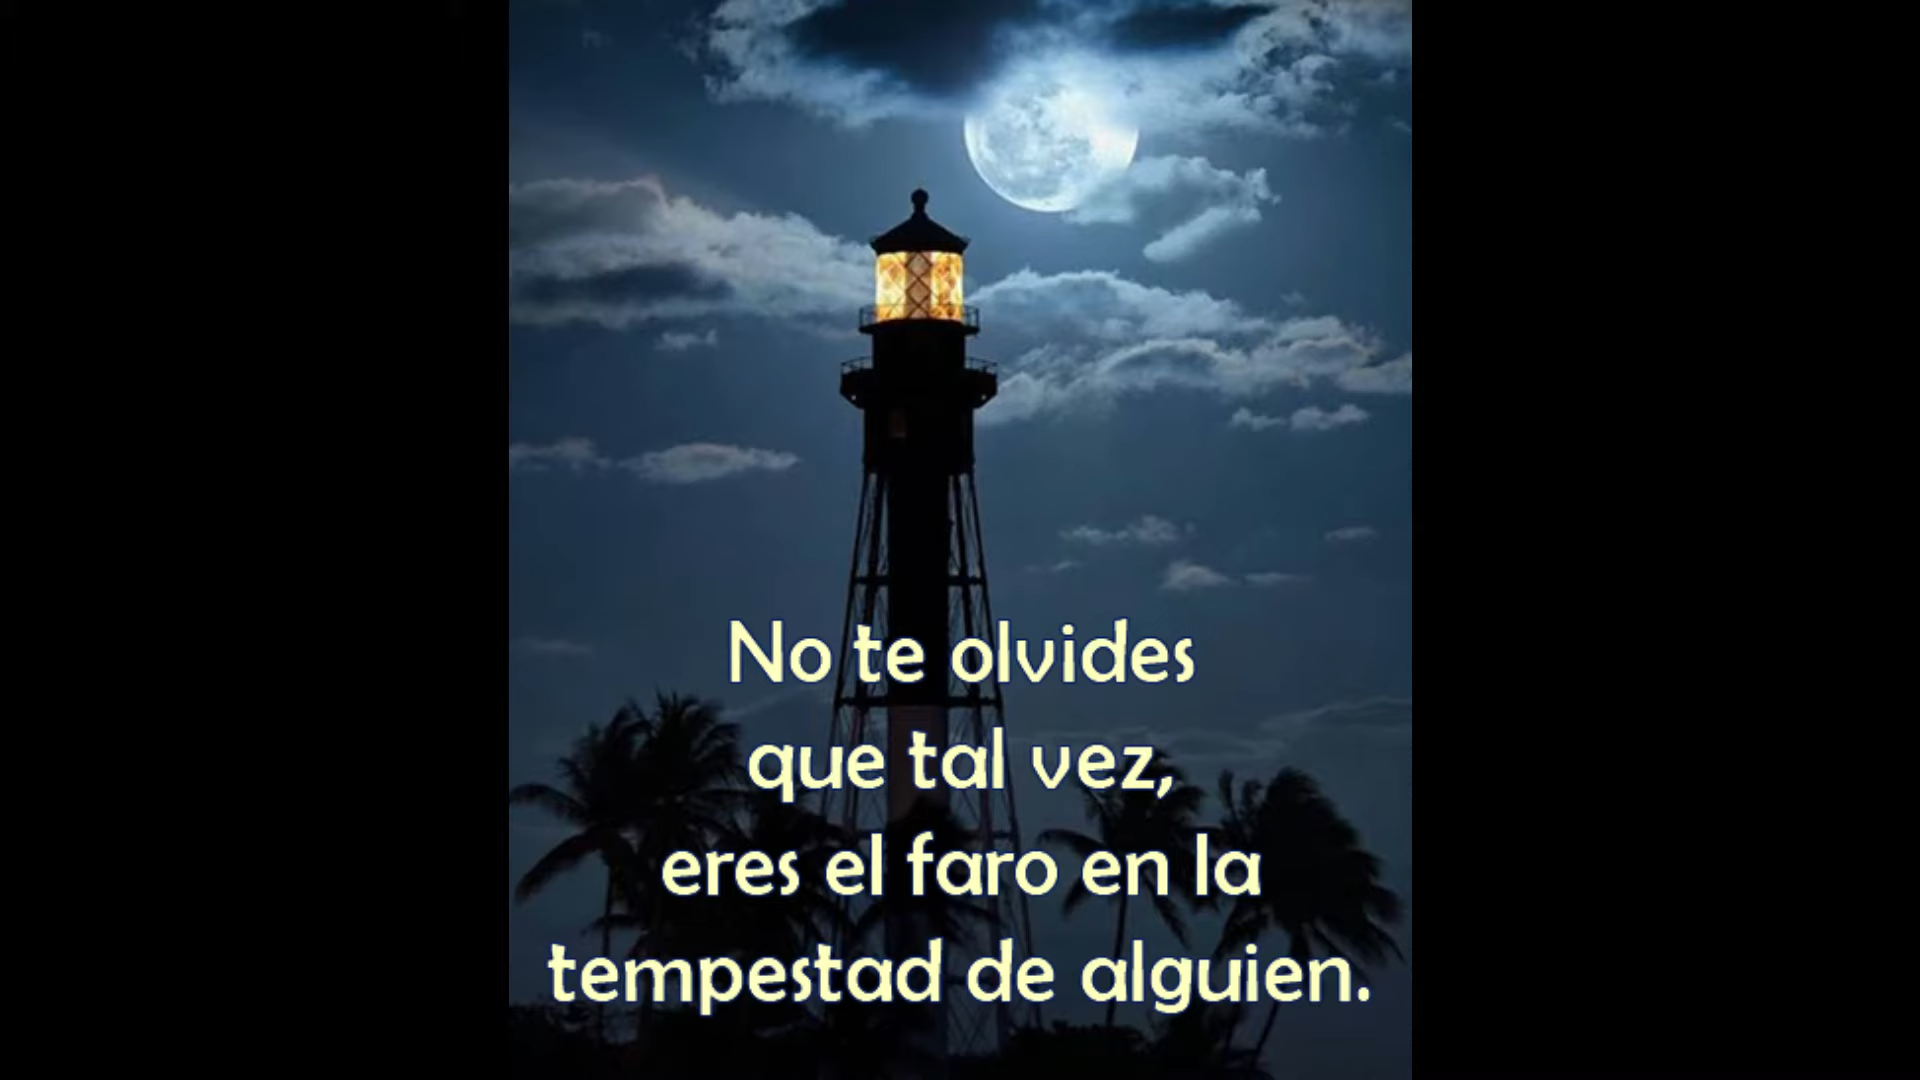 No te olvides
que tal vez,
eres el faro en la
tempestad de alguien.